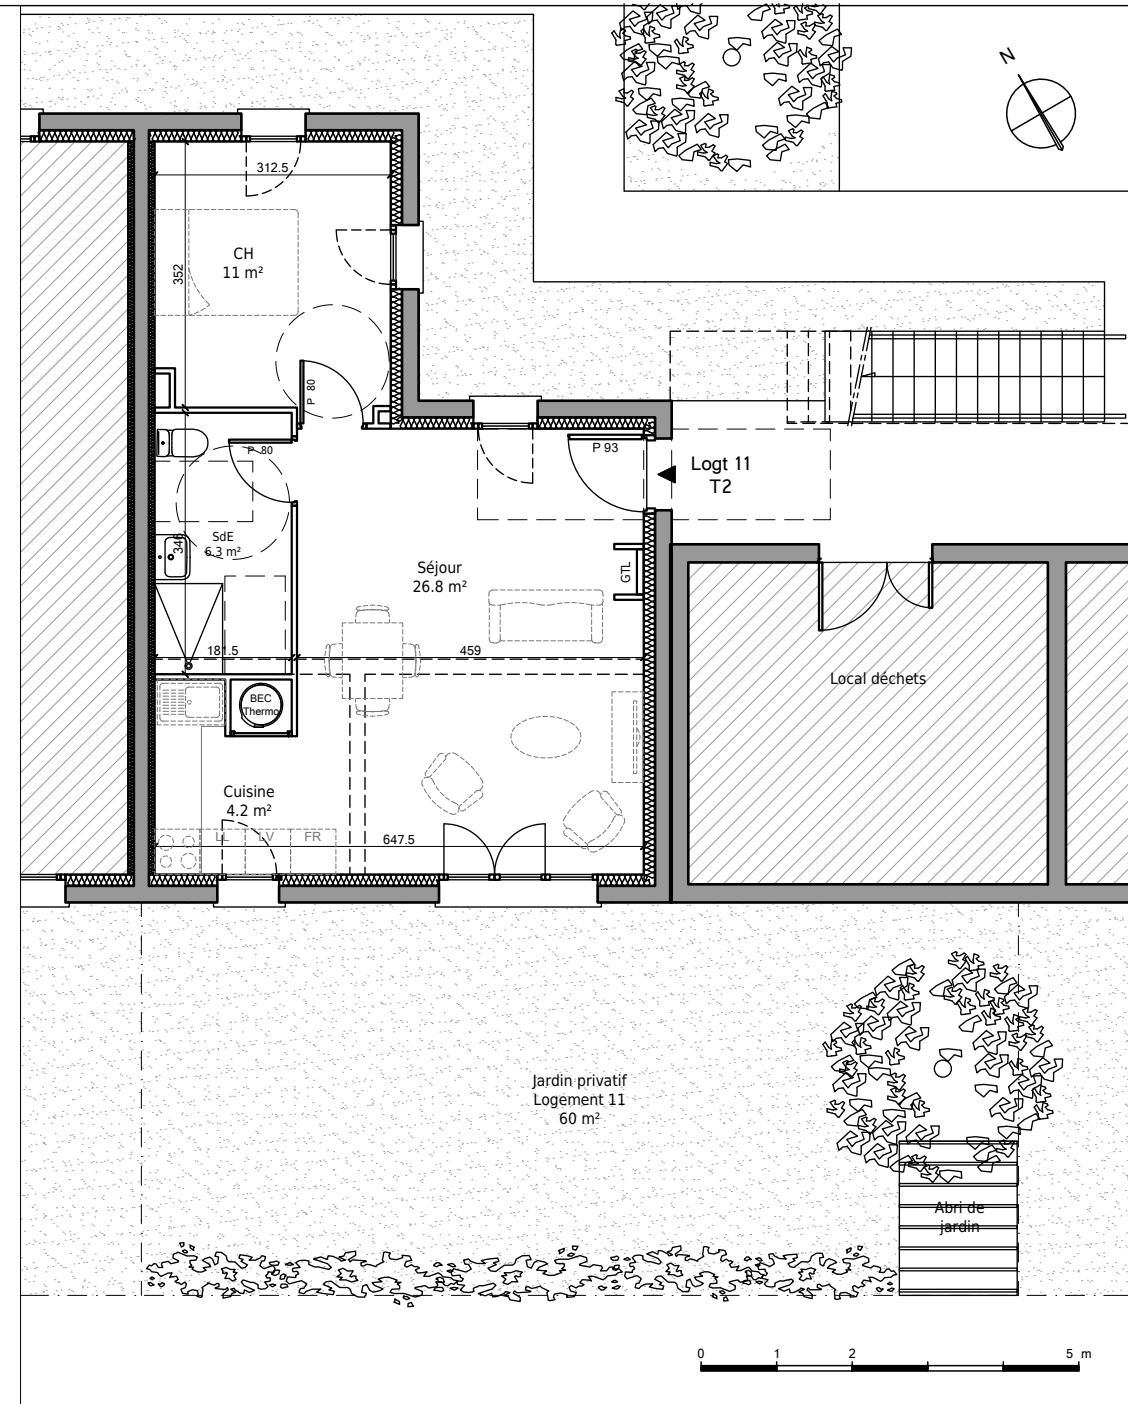 N
312.5
CH
11 m²
352
P 80
P 80
P 93
Logt 11
T2
SdE
6.3 m²
346
Séjour
26.8 m²
GTL
181.5
459
BEC
Thermo
Local déchets
Cuisine
4.2 m²
LL
LV
FR
647.5
Jardin privatif
Logement 11
60 m²
Abri de
jardin
0 1 2 5 m